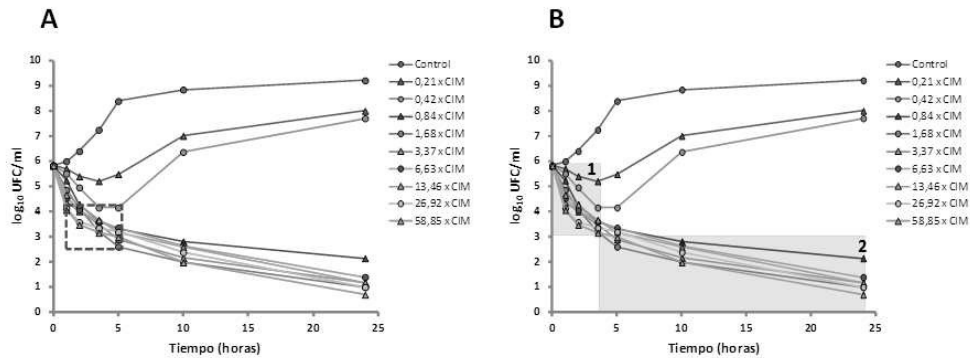 A
10
9
8
7
6
5
4
3
2
1
0
log₁₀ UFC/ml
0
5
10
15
20
25
Tiempo (horas)
Control
0,21 x CIM
0,42 x CIM
0,84 x CIM
1,68 x CIM
3,37 x CIM
6,63 x CIM
13,46 x CIM
26,92 x CIM
58,85 x CIM
B
10
9
8
7
6
5
4
3
2
1
0
log₁₀ UFC/ml
1
2
0
5
10
15
20
25
Tiempo (horas)
Control
0,21 x CIM
0,42 x CIM
0,84 x CIM
1,68 x CIM
3,37 x CIM
6,63 x CIM
13,46 x CIM
26,92 x CIM
58,85 x CIM